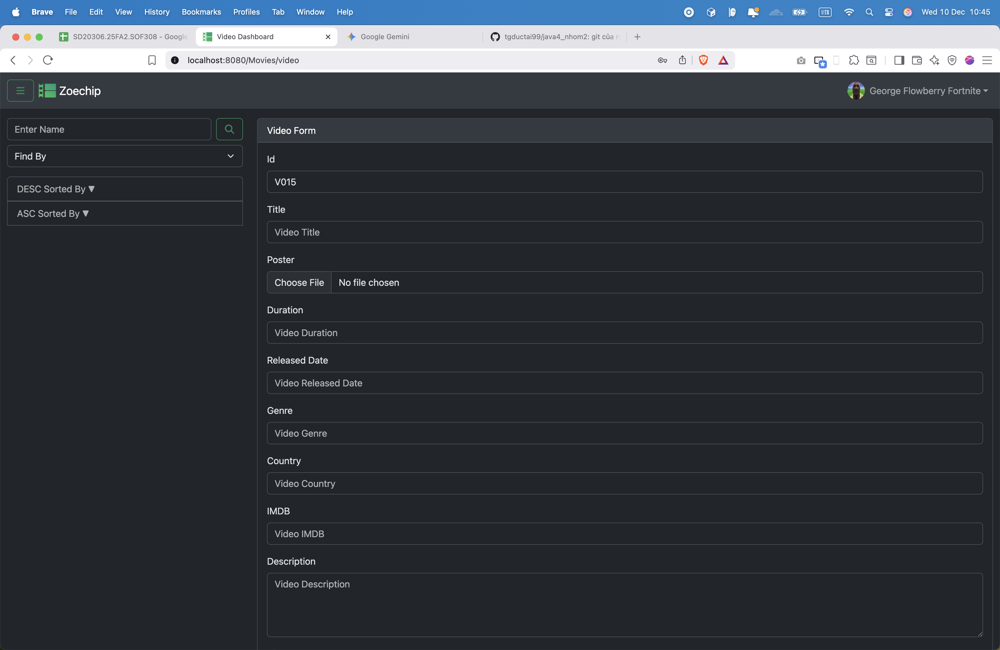 Brave File Edit View History Bookmarks Profiles Tab Window Help VITX Wed 10 Dec 10:45
SD20306.25FA2.SOF308 - Google Video Dashboard Google Gemini tgductai99/java4_nhom2: git của n
localhost:8080/Movies/video
Zoechip George Flowberry Fortnite
Enter Name
Find By
DESC Sorted By ▼
ASC Sorted By ▼
Video Form
Id
V015
Title
Video Title
Poster
Choose File No file chosen
Duration
Video Duration
Released Date
Video Released Date
Genre
Video Genre
Country
Video Country
IMDB
Video IMDB
Description
Video Description